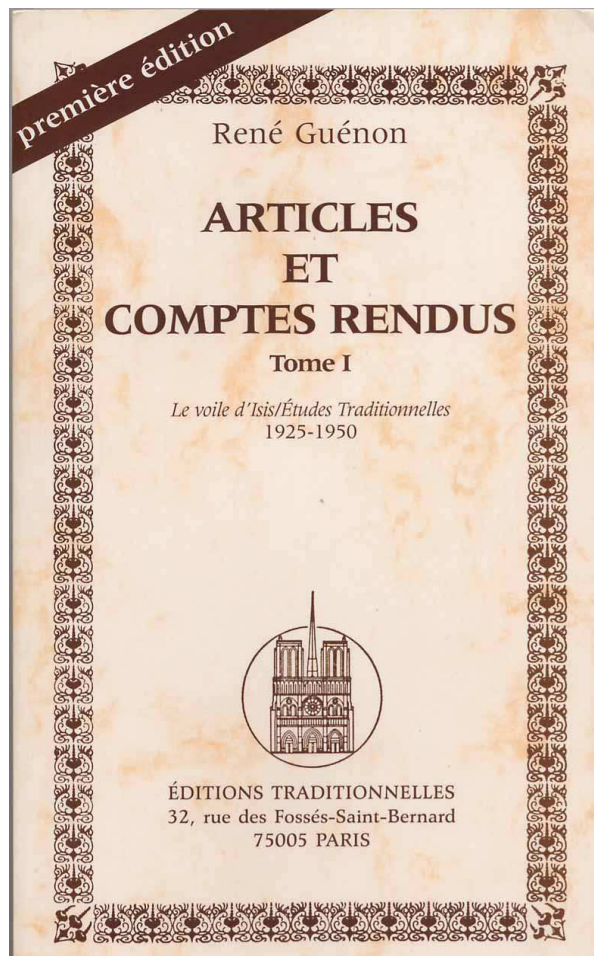 première édition
René Guénon
ARTICLES
ET
COMPTES RENDUS
Tome I
Le voile d'Isis/Études Traditionnelles
1925-1950
ÉDITIONS TRADITIONNELLES
32, rue des Fossés-Saint-Bernard
75005 PARIS